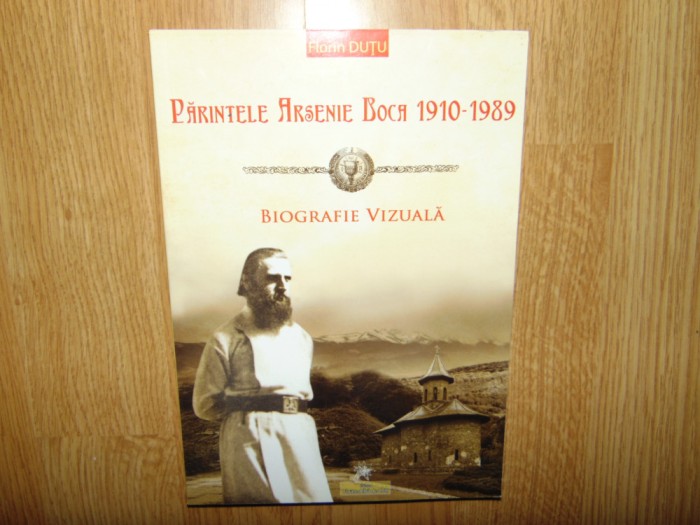 Florin DUȚU
PĂRINTELE ARSENIE BOCA 1910-1989
BIOGRAFIE VIZUALĂ